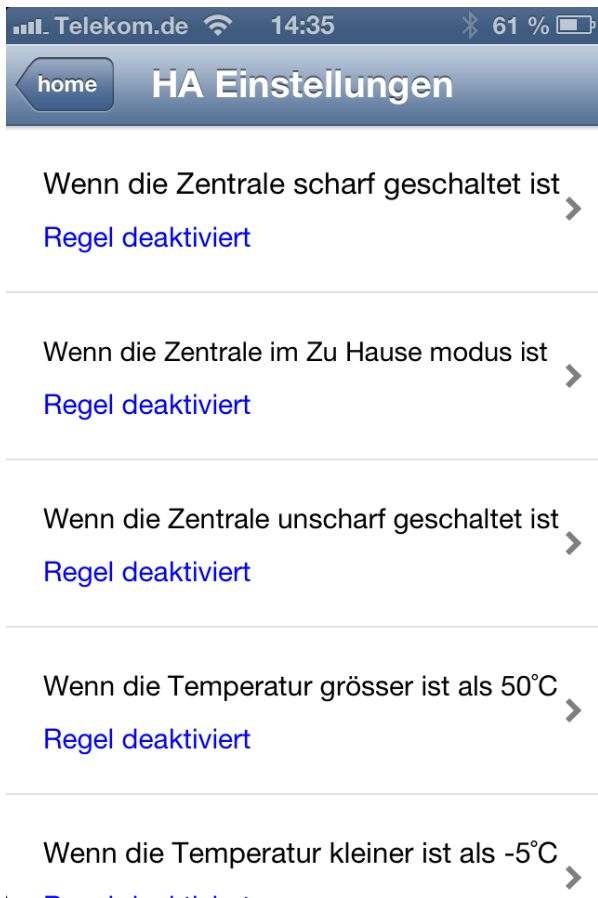 Telekom.de 14:35 61 %
home HA Einstellungen
Wenn die Zentrale scharf geschaltet ist
Regel deaktiviert
Wenn die Zentrale im Zu Hause modus ist
Regel deaktiviert
Wenn die Zentrale unscharf geschaltet ist
Regel deaktiviert
Wenn die Temperatur grösser ist als 50°C
Regel deaktiviert
Wenn die Temperatur kleiner ist als -5°C